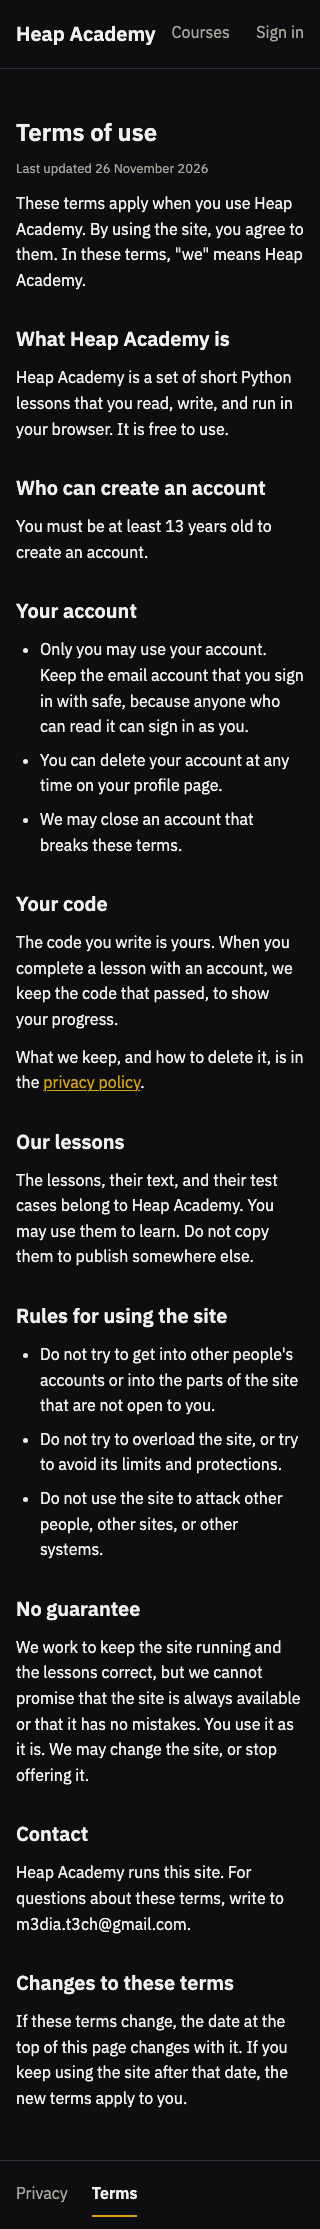 Heap Academy Courses Sign in
Terms of use
Last updated 26 November 2026
These terms apply when you use Heap
Academy. By using the site, you agree to
them. In these terms, "we" means Heap
Academy.
What Heap Academy is
Heap Academy is a set of short Python
lessons that you read, write, and run in
your browser. It is free to use.
Who can create an account
You must be at least 13 years old to
create an account.
Your account
• Only you may use your account.
Keep the email account that you sign
in with safe, because anyone who
can read it can sign in as you.
• You can delete your account at any
time on your profile page.
• We may close an account that
breaks these terms.
Your code
The code you write is yours. When you
complete a lesson with an account, we
keep the code that passed, to show
your progress.
What we keep, and how to delete it, is in
the privacy policy.
Our lessons
The lessons, their text, and their test
cases belong to Heap Academy. You
may use them to learn. Do not copy
them to publish somewhere else.
Rules for using the site
• Do not try to get into other people's
accounts or into the parts of the site
that are not open to you.
• Do not try to overload the site, or try
to avoid its limits and protections.
• Do not use the site to attack other
people, other sites, or other
systems.
No guarantee
We work to keep the site running and
the lessons correct, but we cannot
promise that the site is always available
or that it has no mistakes. You use it as
it is. We may change the site, or stop
offering it.
Contact
Heap Academy runs this site. For
questions about these terms, write to
m3dia.t3ch@gmail.com.
Changes to these terms
If these terms change, the date at the
top of this page changes with it. If you
keep using the site after that date, the
new terms apply to you.
Privacy Terms